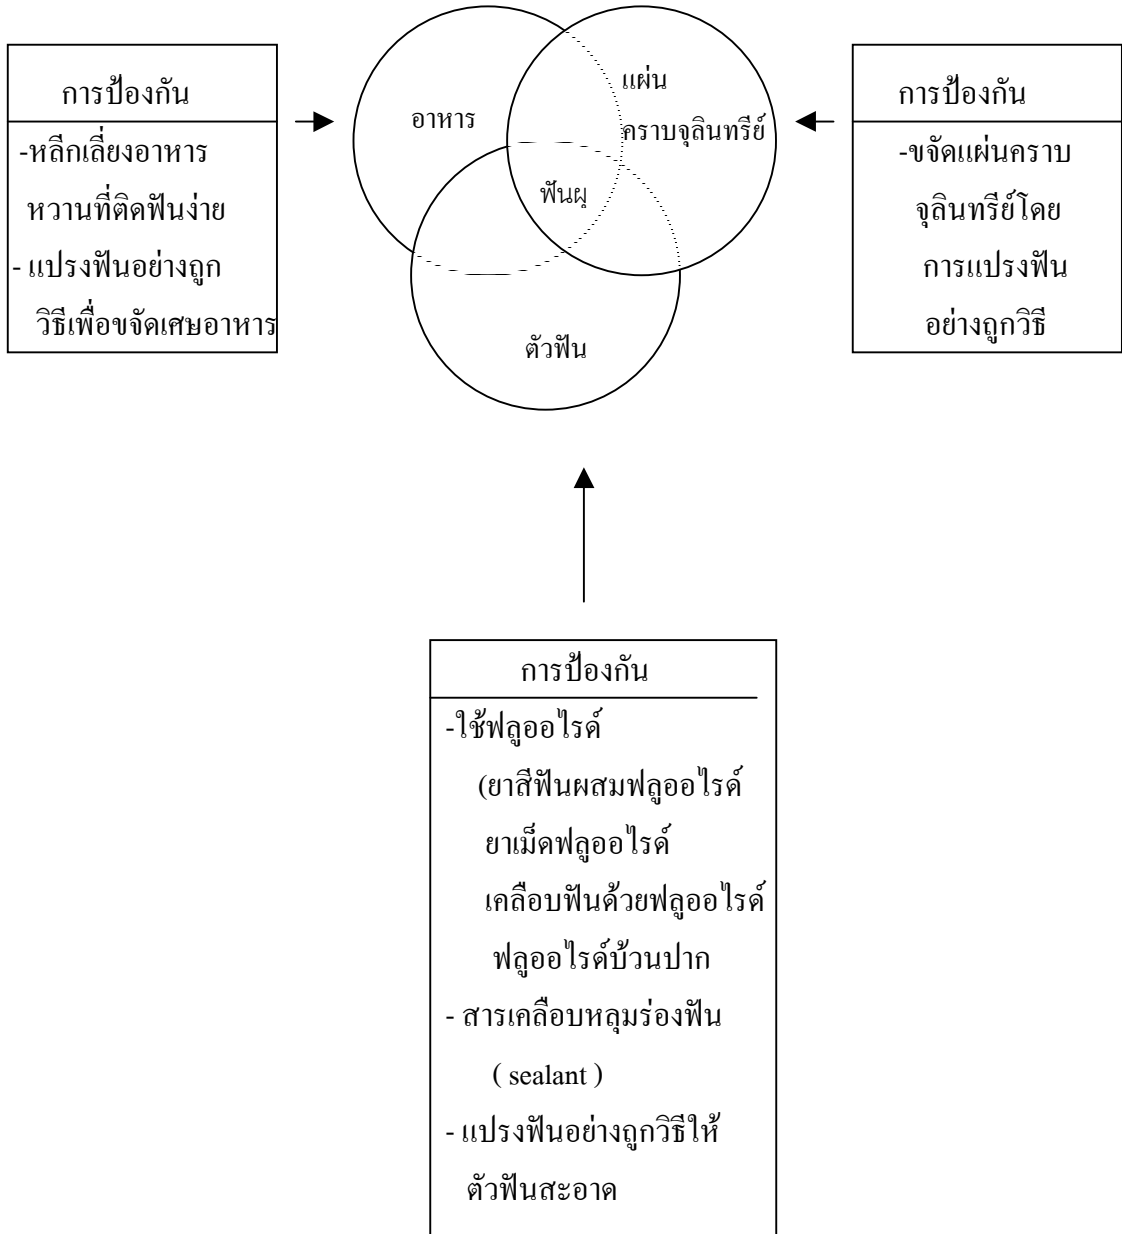 การป้องกัน
-หลีกเลี่ยงอาหาร
หวานที่ติดฟันง่าย
- แปรงฟันอย่างถูก
วิธีเพื่อขจัดเศษอาหาร
อาหาร
แผ่น
คราบจุลินทรีย์
ฟันผุ
ตัวฟัน
การป้องกัน
-ขจัดแผ่นคราบ
จุลินทรีย์โดย
การแปรงฟัน
อย่างถูกวิธี
การป้องกัน
-ใช้ฟลูออไรด์
(ยาสีฟันผสมฟลูออไรด์
ยาเม็ดฟลูออไรด์
เคลือบฟันด้วยฟลูออไรด์
ฟลูออไรด์บ้วนปาก
- สารเคลือบหลุมร่องฟัน
( sealant )
- แปรงฟันอย่างถูกวิธีให้
ตัวฟันสะอาด